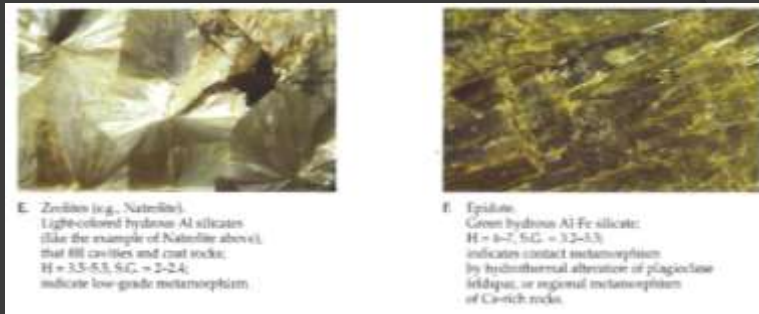 E. Zeolites (e.g., Natrolite).
Light-colored hydrous Al silicates
(like the example of Natrolite above),
that fill cavities and coat rocks;
H = 3.5-5.5, S.G. = 2-2.4;
indicate low-grade metamorphism.
F. Epidote.
Green hydrous Al-Fe silicate;
H = 6-7, S.G. = 3.2-3.5;
indicates contact metamorphism
by hydrothermal alteration of plagioclase
feldspar, or regional metamorphism
of Ca-rich rocks.